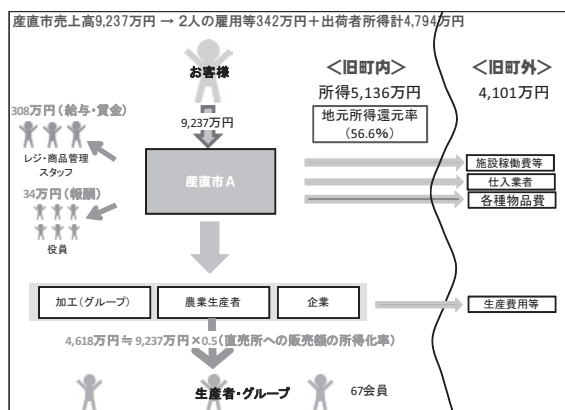 産直市売上高9,237万円 → 2人の雇用等342万円＋出荷者所得計4,794万円
お客様
＜旧町内＞
＜旧町外＞
所得5,136万円
4,101万円
308万円（給与・賃金）
9,237万円
地元所得還元率
（56.6％）
レジ・商品管理
スタッフ
産直市A
施設稼働費等
仕入業者
各種物品費
34万円（報酬）
役員
加工（グループ）
農業生産者
企業
生産費用等
4,618万円≒9,237万円×0.5（直売所への販売額の所得化率）
生産者・グループ
67会員